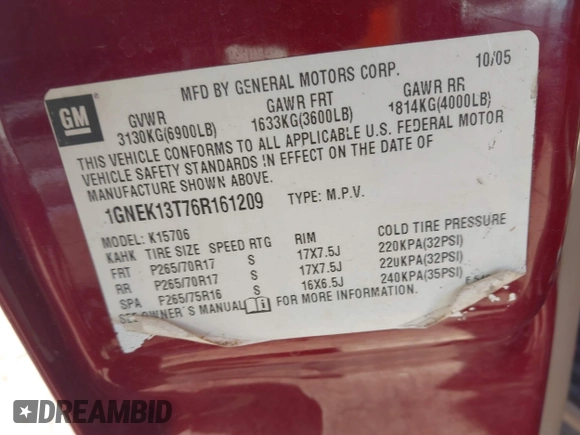 MFD BY GENERAL MOTORS CORP. 10/05
GM
GVWR GAWR FRT GAWR RR
3130KG(6900LB) 1633KG(3600LB) 1814KG(4000LB)
THIS VEHICLE CONFORMS TO ALL APPLICABLE U.S. FEDERAL MOTOR
VEHICLE SAFETY STANDARDS IN EFFECT ON THE DATE OF
MANUFACTURE SHOWN ABOVE.
1GNEK13T76R161209 TYPE: M.P.V.
MODEL: K15706
KAHK TIRE SIZE SPEED RTG RIM COLD TIRE PRESSURE
FRT P265/70R17 S 17X7.5J 220KPA(32PSI)
RR P265/70R17 S 17X7.5J 220KPA(32PSI)
SPA P265/75R16 S 16X6.5J 240KPA(35PSI)
SEE OWNER'S MANUAL FOR MORE INFORMATION.
DREAMBID